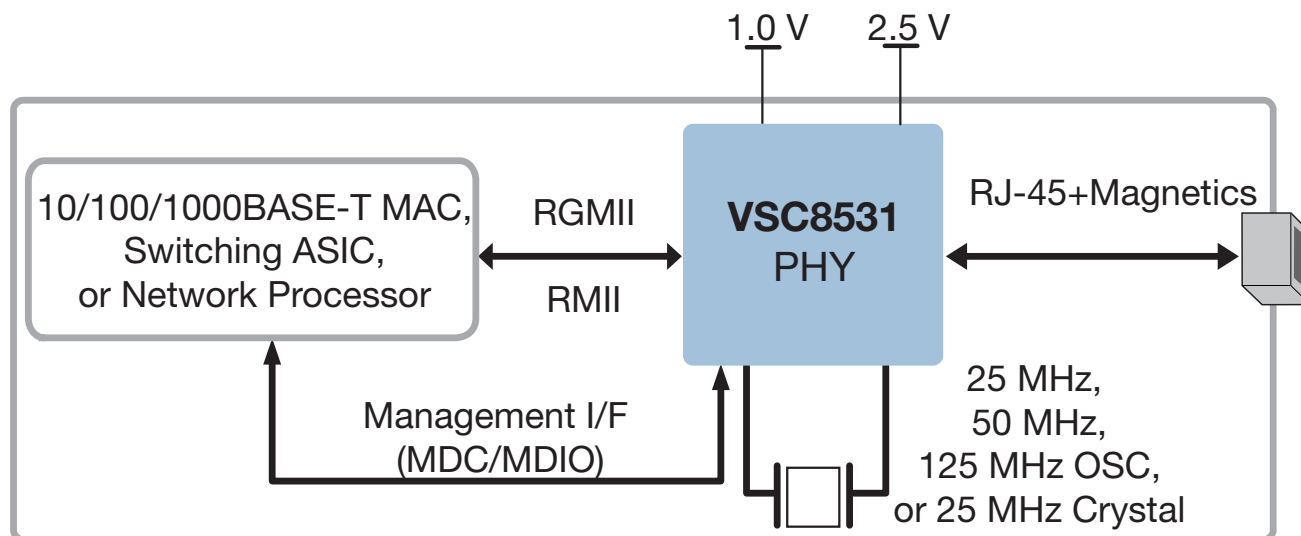 1.0 V
2.5 V
10/100/1000BASE-T MAC,
Switching ASIC,
or Network Processor
RGMII
RMII
VSC8531
PHY
RJ-45+Magnetics
Management I/F
(MDC/MDIO)
25 MHz,
50 MHz,
125 MHz OSC,
or 25 MHz Crystal